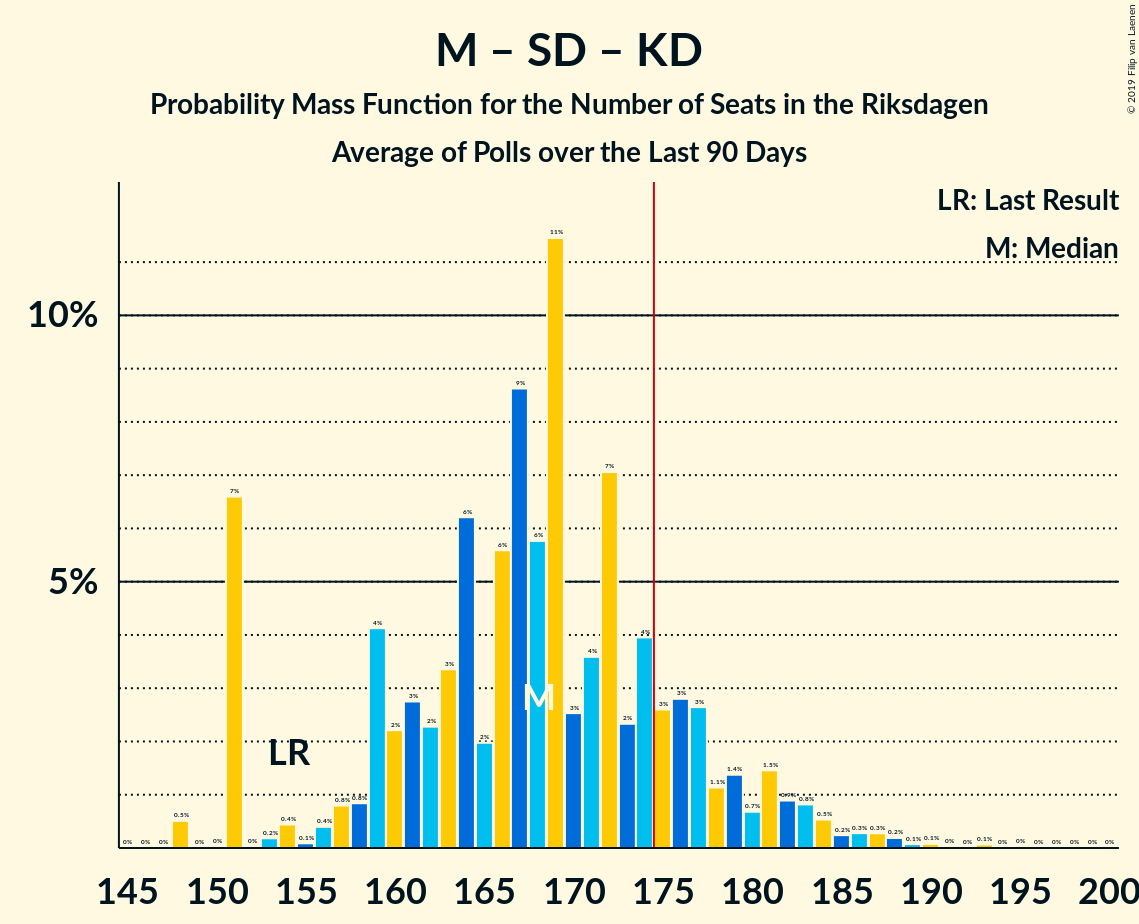 © 2019 Filip van Laenen
M – SD – KD
Probability Mass Function for the Number of Seats in the Riksdagen
Average of Polls over the Last 90 Days
LR: Last Result
M: Median
10%
5%
0% 0% 0% 0.5% 0% 0% 7% 0% 0.2% 0.4% 0.1% 0.4% 0.8% 0.8% 4% 2% 3% 2% 3% 6% 2% 6% 9% 6% 11% 3% 4% 7% 2% 4% 3% 3% 3% 1.1% 1.4% 0.7% 1.5% 0.9% 0.8% 0.5% 0.2% 0.3% 0.3% 0.2% 0.1% 0.1% 0% 0% 0.1% 0% 0% 0% 0% 0% 0% 0%
M
LR
145 150 155 160 165 170 175 180 185 190 195 200